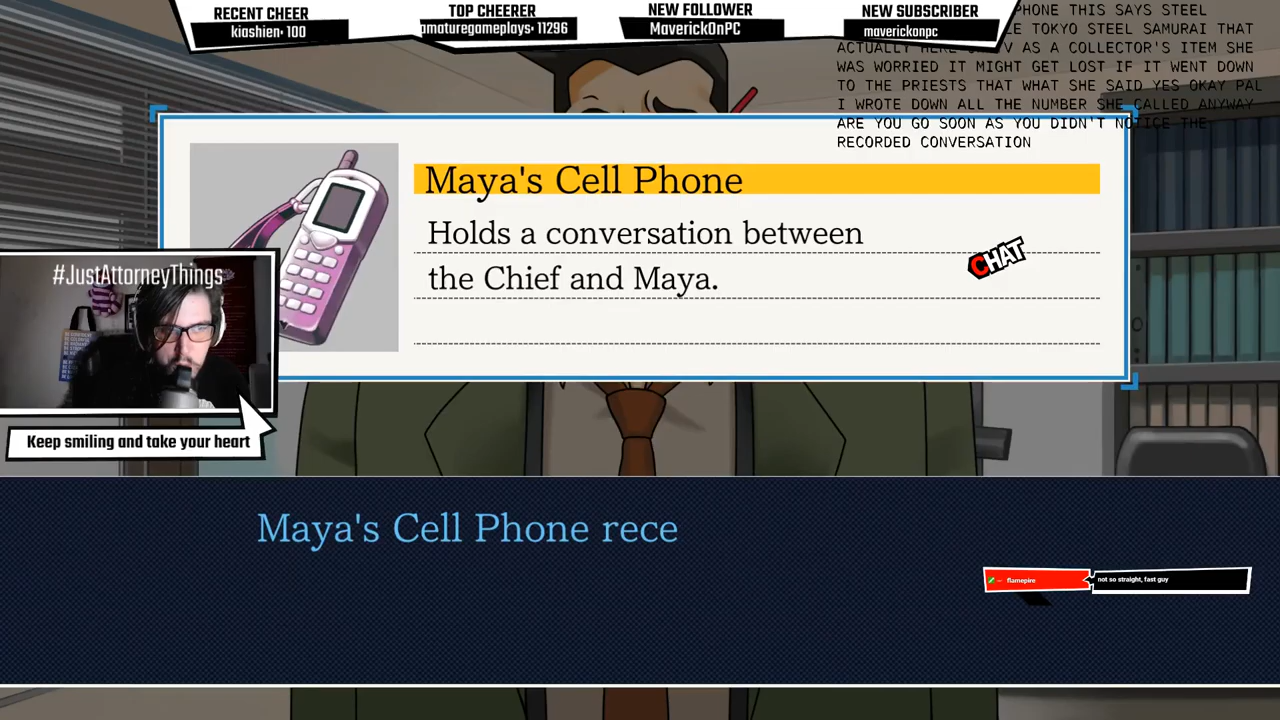 RECENT CHEER
kiashien• 100
TOP CHEERER
amaturegameplays• 11296
NEW FOLLOWER
MaverickOnPC
NEW SUBSCRIBER
maverickonpc
PHONE THIS SAYS STEEL
TOKYO STEEL SAMURAI THAT
ACTUALLY HERE V AS A COLLECTOR'S ITEM SHE
WAS WORRIED IT MIGHT GET LOST IF IT WENT DOWN
TO THE PRIESTS THAT WHAT SHE SAID YES OKAY PAL
I WROTE DOWN ALL THE NUMBER SHE CALLED ANYWAY
ARE YOU GO SOON AS YOU DIDN'T NOTICE THE
RECORDED CONVERSATION
Maya's Cell Phone
Holds a conversation between
the Chief and Maya.
CHAT
#JustAttorneyThings
Keep smiling and take your heart
Maya's Cell Phone rece
flamepire
not so straight, fast guy